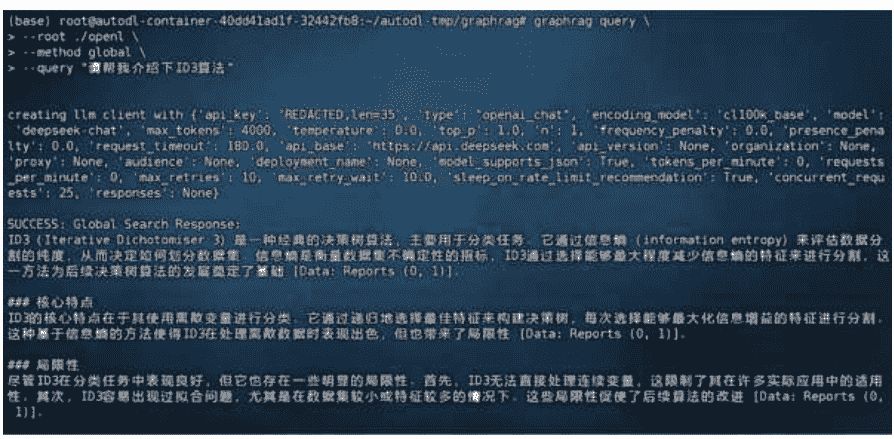 (base) root@autodl-container-40dd41ad1f-32442fb8:~/autodl-tmp/graphrag# graphrag query \
> --root ./openl \
> --method global \
> --query "请帮我介绍下ID3算法"
creating llm client with {'api_key': 'REDACTED,len=35', 'type': "openai_chat", 'encoding_model': 'cl100k_base', 'model':
'deepseek-chat', 'max_tokens': 4000, 'temperature': 0.0, 'top_p': 1.0, 'n': 1, 'frequency_penalty': 0.0, 'presence_pena
lty': 0.0, 'request_timeout': 180.0, 'api_base': 'https://api.deepseek.com', 'api_version': None, 'organization': None,
'proxy': None, 'audience': None, 'deployment_name': None, 'model_supports_json': True, 'tokens_per_minute': 0, 'requests
_per_minute': 0, 'max_retries': 10, 'max_retry_wait': 10.0, 'sleep_on_rate_limit_recommendation': True, 'concurrent_requ
ests': 25, 'responses': None}
SUCCESS: Global Search Response:
ID3（Iterative Dichotomiser 3）是一种经典的决策树算法，主要用于分类任务。它通过信息熵（information entropy）来评估数据分
割的纯度，从而决定如何划分数据集。信息熵是衡量数据集不确定性的指标，ID3通过选择能够最大程度减少信息熵的特征来进行分割，这
一方法为后续决策树算法的发展奠定了基础 [Data: Reports (0, 1)]。
### 核心特点
ID3的核心特点在于其使用离散变量进行分类。它通过递归地选择最佳特征来构建决策树，每次选择能够最大化信息增益的特征进行分割。
这种基于信息熵的方法使得ID3在处理离散数据时表现出色，但也带来了局限性 [Data: Reports (0, 1)]。
### 局限性
尽管ID3在分类任务中表现良好，但它也存在一些明显的局限性。首先，ID3无法直接处理连续变量，这限制了其在许多实际应用中的适用
性。其次，ID3容易出现过拟合问题，尤其是在数据集较小或特征较多的情况下。这些局限性促使了后续算法的改进 [Data: Reports (0,
1)]。